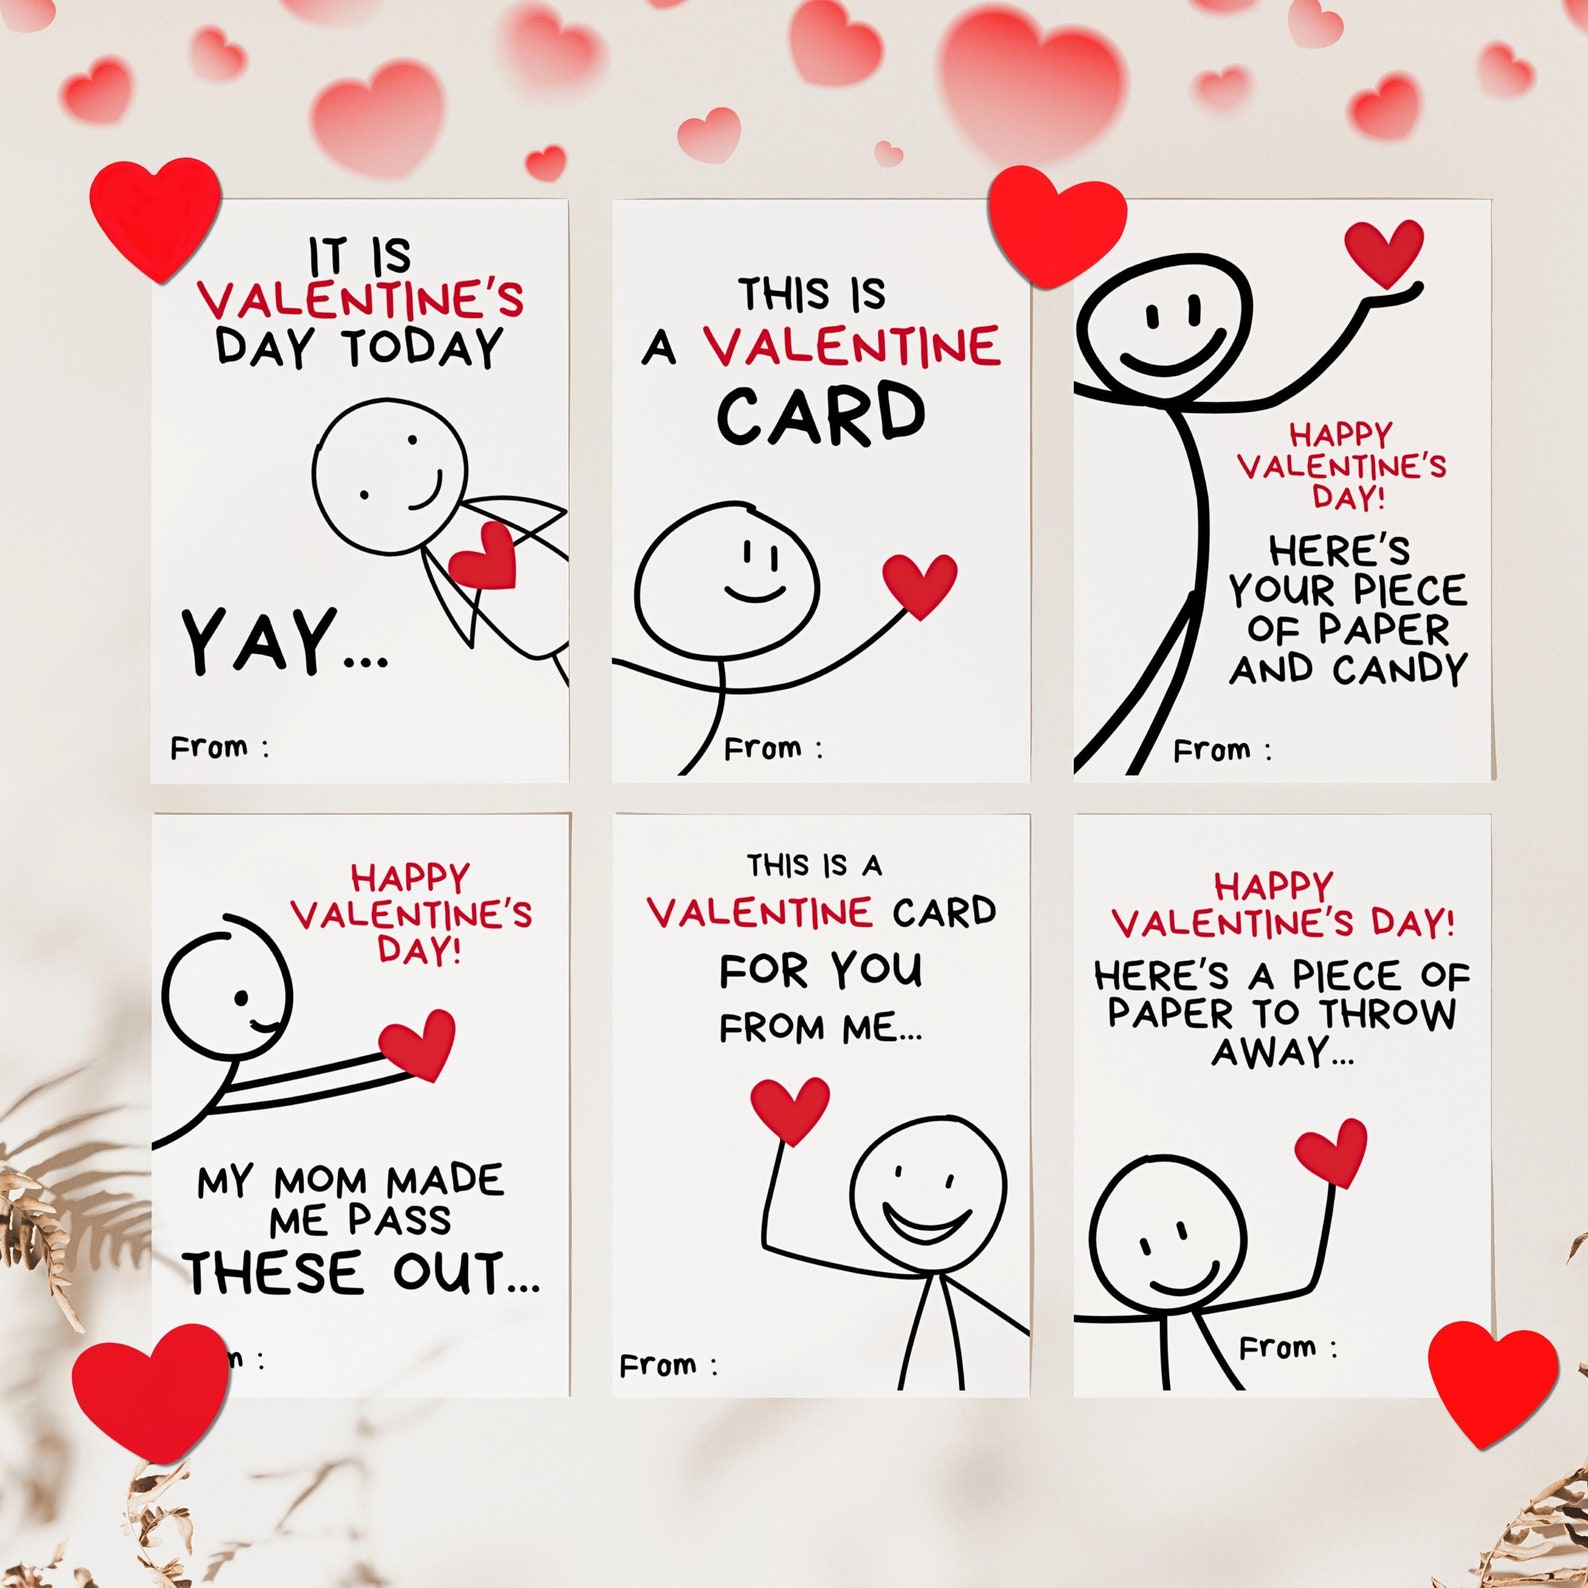 IT IS
VALENTINE'S
DAY TODAY
YAY...
From :
THIS IS
A VALENTINE
CARD
From :
HAPPY
VALENTINE'S
DAY!
HERE'S
YOUR PIECE
OF PAPER
AND CANDY
From :
HAPPY
VALENTINE'S
DAY!
MY MOM MADE
ME PASS
THESE OUT...
m :
THIS IS A
VALENTINE CARD
FOR YOU
FROM ME...
From :
HAPPY
VALENTINE'S DAY!
HERE'S A PIECE OF
PAPER TO THROW
AWAY...
From :